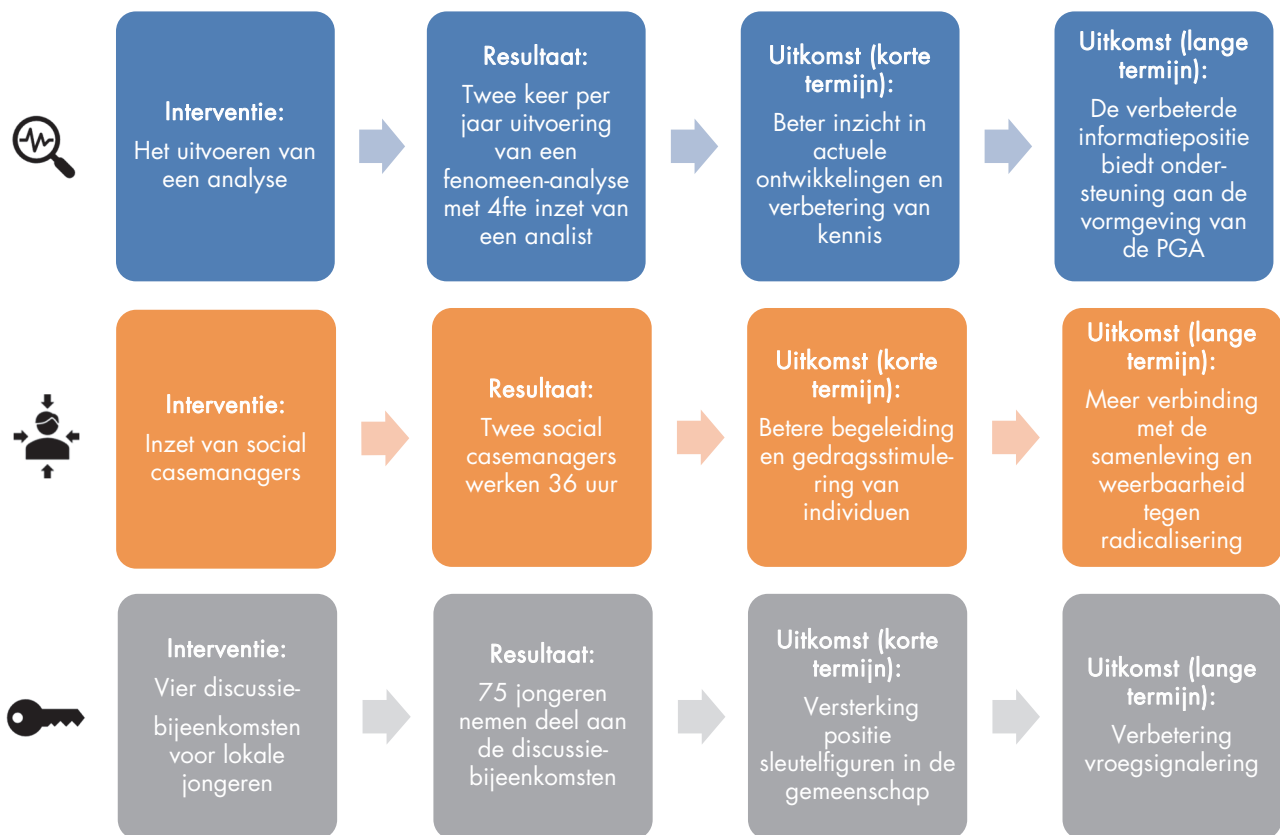 Interventie:
Het uitvoeren van
een analyse
Resultaat:
Twee keer per
jaar uitvoering
van een
fenomeen-analyse
met 4fte inzet van
een analist
Uitkomst (korte
termijn):
Beter inzicht in
actuele
ontwikkelingen en
verbetering van
kennis
Uitkomst (lange
termijn):
De verbeterde
informatiepositie
biedt onder-
steuning aan de
vormgeving van
de PGA
Interventie:
Inzet van social
casemanagers
Resultaat:
Twee social
casemanagers
werken 36 uur
Uitkomst (korte
termijn):
Betere begeleiding
en gedragsstimule-
ring van
individuen
Uitkomst (lange
termijn):
Meer verbinding
met de
samenleving en
weerbaarheid
tegen
radicalisering
Interventie:
Vier discussie-
bijeenkomsten
voor lokale
jongeren
Resultaat:
75 jongeren
nemen deel aan
de discussie-
bijeenkomsten
Uitkomst (korte
termijn):
Versterking
positie
sleutelfiguren in de
gemeenschap
Uitkomst (lange
termijn):
Verbetering
vroegsignalering